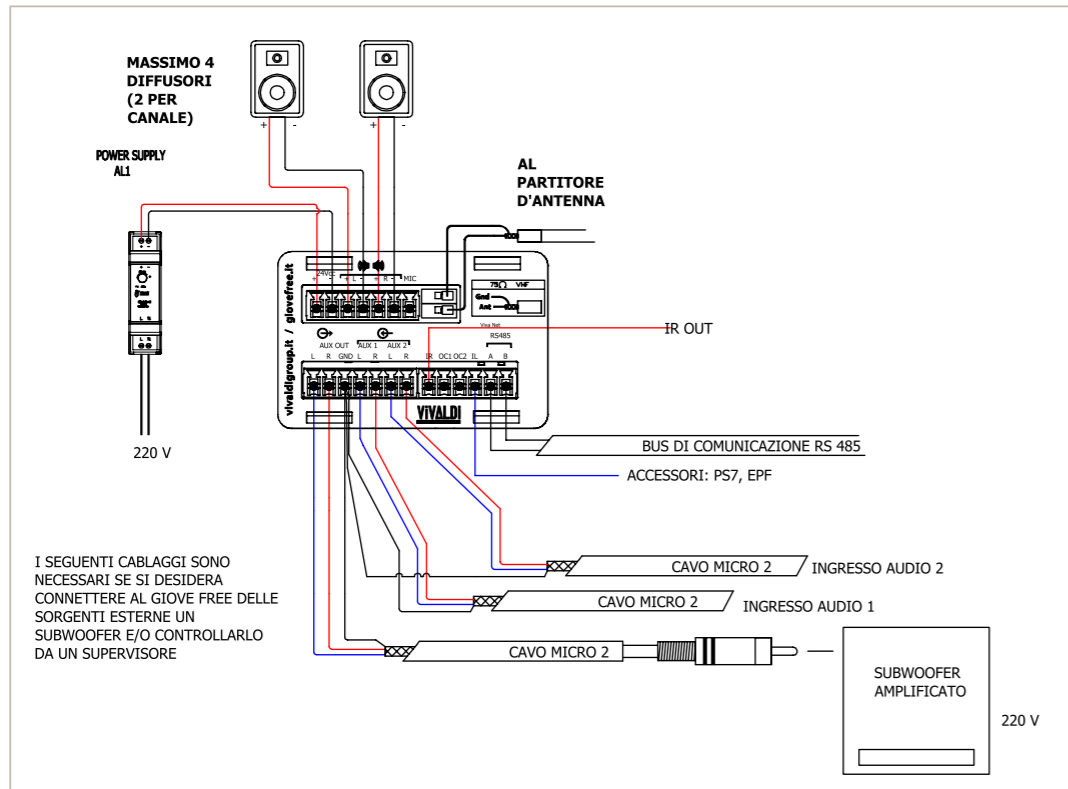 MASSIMO 4
DIFFUSORI
(2 PER
CANALE)
+ -
+ -
POWER SUPPLY
AL1
AL
PARTITORE
D'ANTENNA
24Vcc
+ - + L - + R - MIC
75Ω VHF
Gnd
Ant
vivaldigroup.it / giovefree.it
Viva Net
RS485
AUX OUT AUX 1 AUX 2
L R GND L R L R IR OC1 OC2 IL A B
VIVALDI
L N
IR OUT
220 V
BUS DI COMUNICAZIONE RS 485
ACCESSORI: PS7, EPF
I SEGUENTI CABLAGGI SONO
NECESSARI SE SI DESIDERA
CONNETTERE AL GIOVE FREE DELLE
SORGENTI ESTERNE UN
SUBWOOFER E/O CONTROLLARLO
DA UN SUPERVISORE
CAVO MICRO 2 INGRESSO AUDIO 2
CAVO MICRO 2 INGRESSO AUDIO 1
CAVO MICRO 2
SUBWOOFER
AMPLIFICATO
220 V